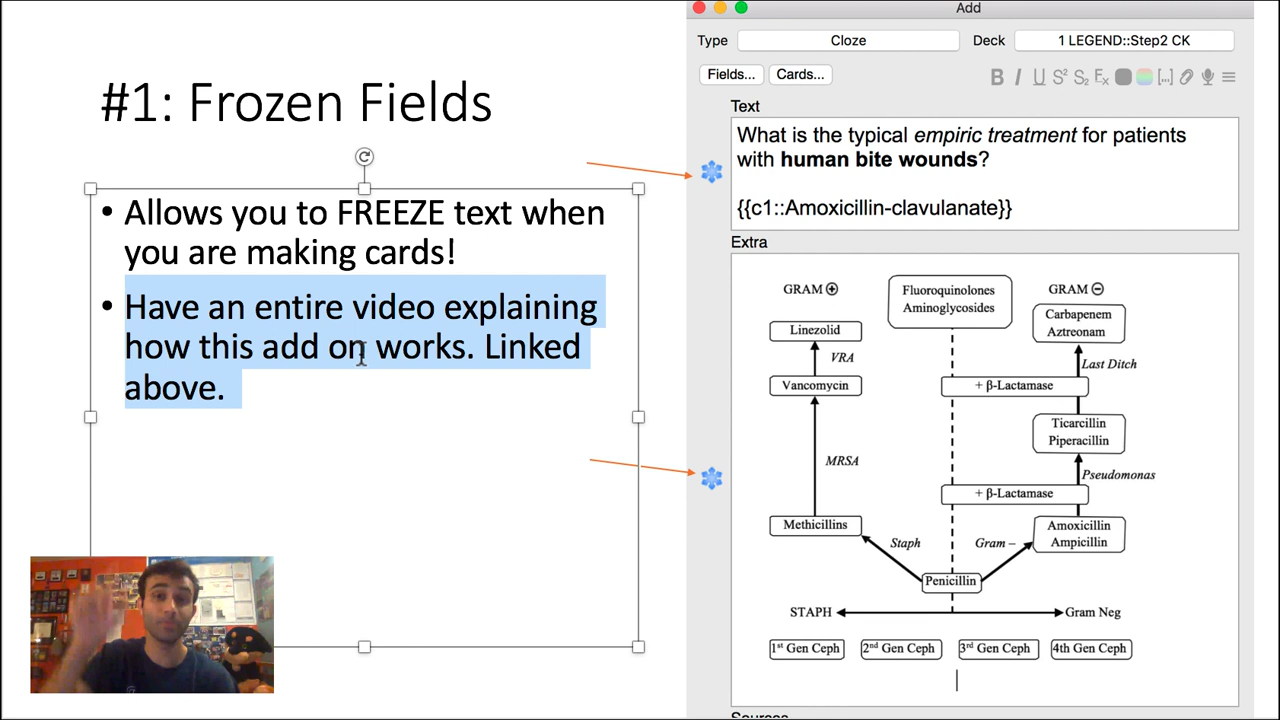 #1: Frozen Fields
• Allows you to FREEZE text when
you are making cards!
• Have an entire video explaining
how this add on works. Linked
above.
Add
Type Cloze Deck 1 LEGEND::Step2 CK
Fields... Cards...
B I U S² S₂ Fx [...]
Text
What is the typical empiric treatment for patients
with human bite wounds?
{{c1::Amoxicillin-clavulanate}}
Extra
GRAM +
Fluoroquinolones
Aminoglycosides
GRAM −
Carbapenem
Aztreonam
Linezolid
VRA
Last Ditch
Vancomycin
+ β-Lactamase
Ticarcillin
Piperacillin
MRSA
Pseudomonas
+ β-Lactamase
Methicillins
Amoxicillin
Ampicillin
Staph
Gram –
Penicillin
STAPH
Gram Neg
1st Gen Ceph
2nd Gen Ceph
3rd Gen Ceph
4th Gen Ceph
Sources